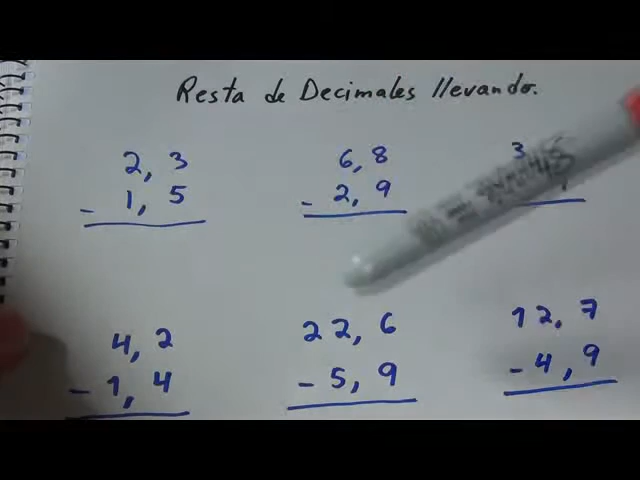 Resta de Decimales llevando.
2,3 6,8 3
- 1,5 - 2,9
4,2 22,6 12,7
- 1,4 - 5,9 - 4,9